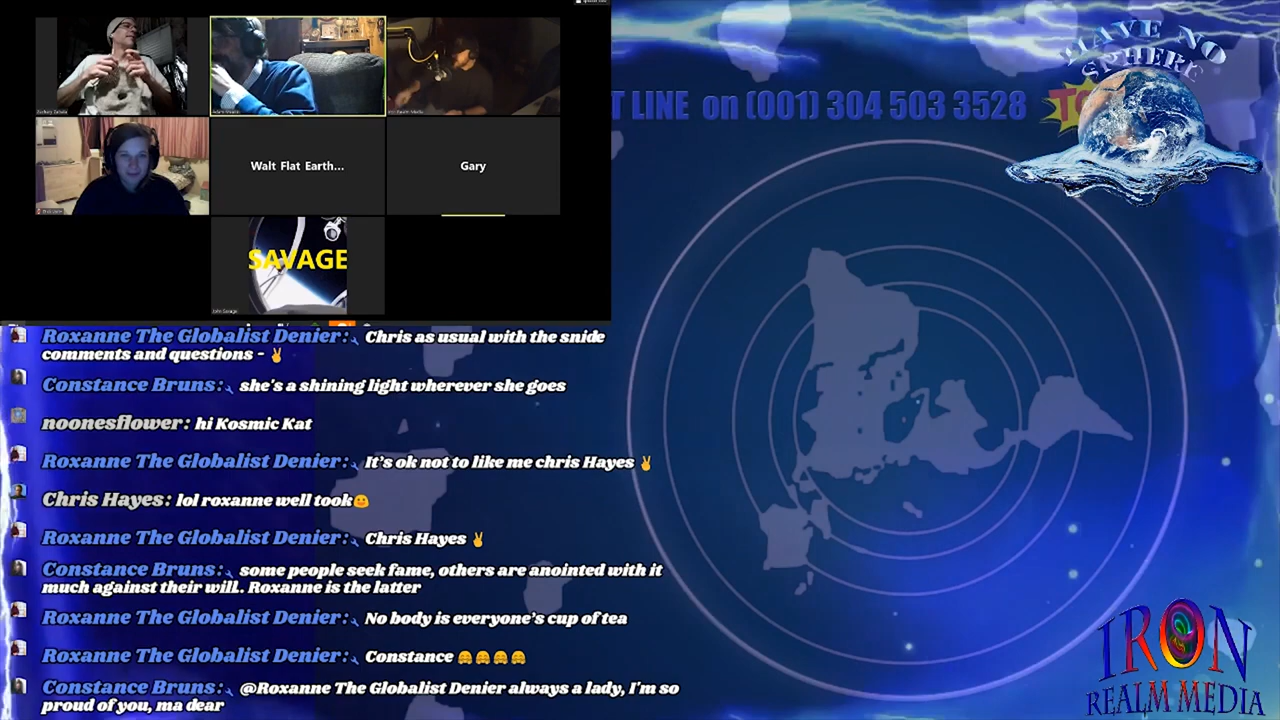 HAVE NO
SPHERE
T LINE on (001) 304 503 3528
Walt Flat Earth...
Gary
SAVAGE
John Savage
Roxanne The Globalist Denier: Chris as usual with the snide
comments and questions - ✌
Constance Bruns: she's a shining light wherever she goes
noonesflower: hi Kosmic Kat
Roxanne The Globalist Denier: It's ok not to like me chris Hayes ✌
Chris Hayes: lol roxanne well took😀
Roxanne The Globalist Denier: Chris Hayes ✌
Constance Bruns: some people seek fame, others are anointed with it
much against their will.. Roxanne is the latter
Roxanne The Globalist Denier: No body is everyone's cup of tea
Roxanne The Globalist Denier: Constance 🤗🤗🤗🤗
Constance Bruns: @Roxanne The Globalist Denier always a lady, I'm so
proud of you, ma dear
IRON
REALM MEDIA